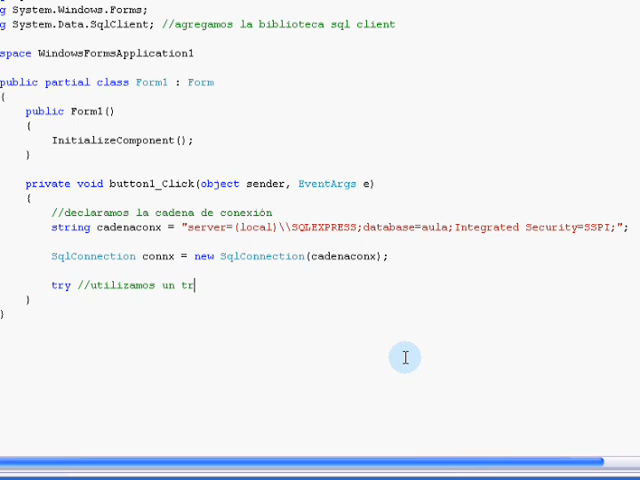 g System.Windows.Forms;
g System.Data.SqlClient; //agregamos la biblioteca sql client
space WindowsFormsApplication1
public partial class Form1 : Form
{
public Form1()
{
InitializeComponent();
}
private void button1_Click(object sender, EventArgs e)
{
//declaramos la cadena de conexión
string cadenaconx = "server=(local)\\SQLEXPRESS;database=aula;Integrated Security=SSPI;";
SqlConnection connx = new SqlConnection(cadenaconx);
try //utilizamos un tr
}
}